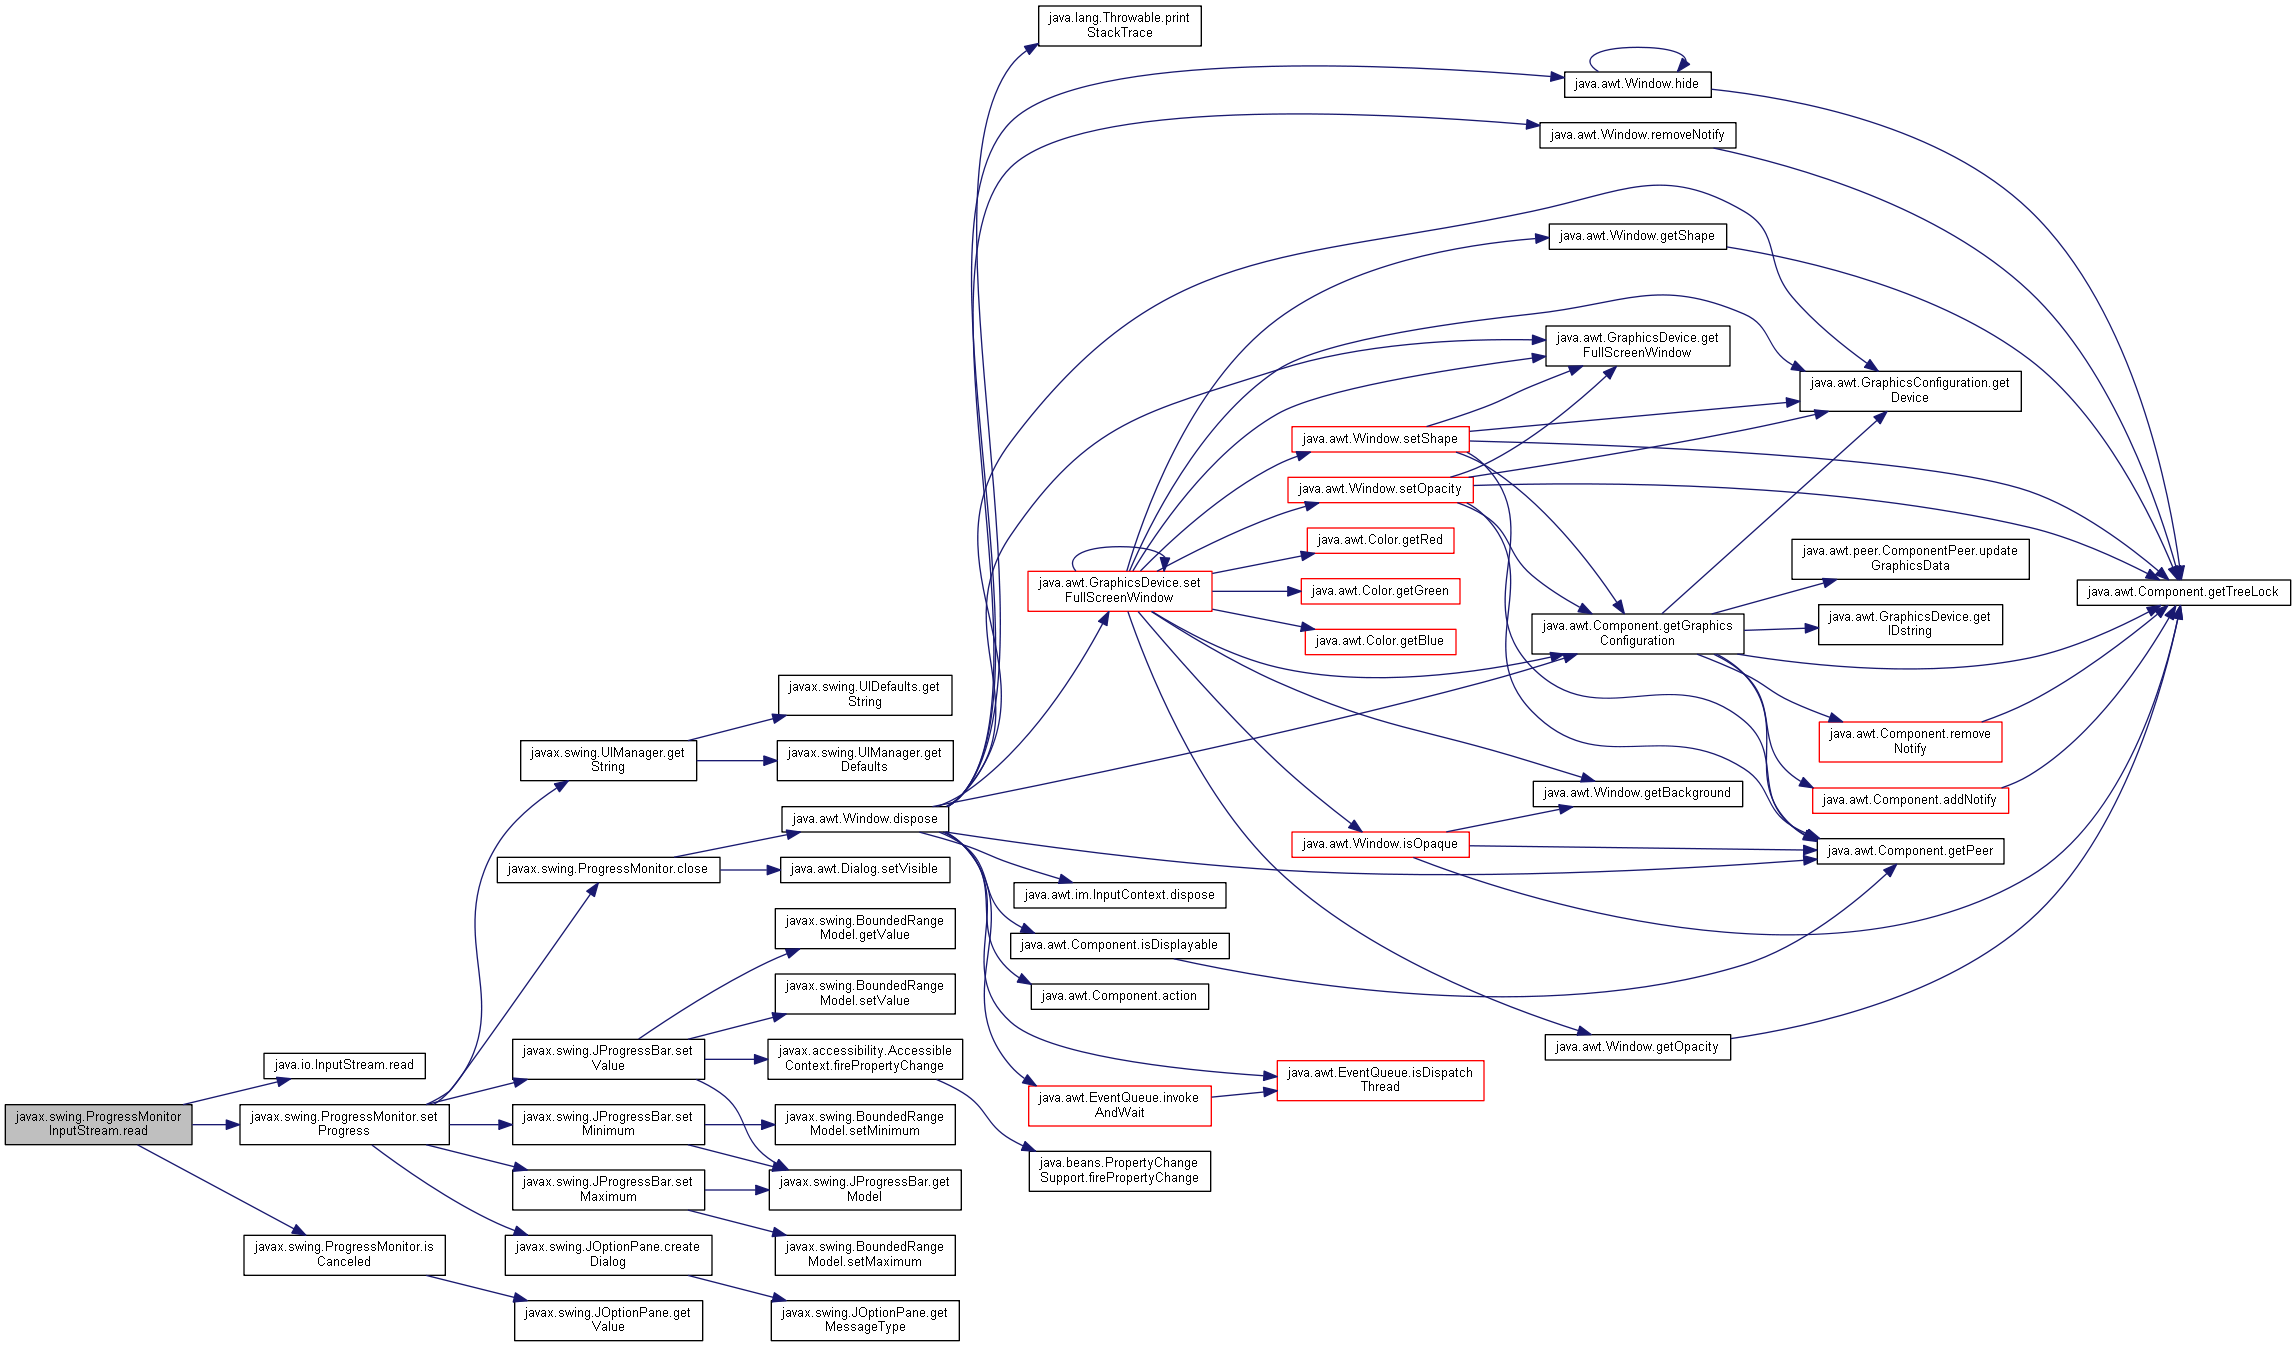 java.lang.Throwable.print
StackTrace
java.awt.Window.hide
java.awt.Window.removeNotify
java.awt.Window.getShape
java.awt.GraphicsDevice.get
FullScreenWindow
java.awt.GraphicsConfiguration.get
Device
java.awt.Window.setShape
java.awt.Window.setOpacity
java.awt.Color.getRed
java.awt.peer.ComponentPeer.update
GraphicsData
java.awt.GraphicsDevice.set
FullScreenWindow
java.awt.Color.getGreen
java.awt.Component.getTreeLock
java.awt.Component.getGraphics
Configuration
java.awt.GraphicsDevice.get
IDstring
java.awt.Color.getBlue
javax.swing.UIDefaults.get
String
java.awt.Component.remove
Notify
javax.swing.UIManager.get
String
javax.swing.UIManager.get
Defaults
java.awt.Window.getBackground
java.awt.Component.addNotify
java.awt.Window.dispose
java.awt.Window.isOpaque
java.awt.Component.getPeer
javax.swing.ProgressMonitor.close
java.awt.Dialog.setVisible
java.awt.im.InputContext.dispose
javax.swing.BoundedRange
Model.getValue
java.awt.Component.isDisplayable
javax.swing.BoundedRange
Model.setValue
java.awt.Component.action
java.awt.Window.getOpacity
java.io.InputStream.read
javax.swing.JProgressBar.set
Value
javax.accessibility.Accessible
Context.firePropertyChange
java.awt.EventQueue.isDispatch
Thread
java.awt.EventQueue.invoke
AndWait
javax.swing.ProgressMonitor
InputStream.read
javax.swing.ProgressMonitor.set
Progress
javax.swing.JProgressBar.set
Minimum
javax.swing.BoundedRange
Model.setMinimum
java.beans.PropertyChange
Support.firePropertyChange
javax.swing.JProgressBar.set
Maximum
javax.swing.JProgressBar.get
Model
javax.swing.ProgressMonitor.is
Canceled
javax.swing.JOptionPane.create
Dialog
javax.swing.BoundedRange
Model.setMaximum
javax.swing.JOptionPane.get
Value
javax.swing.JOptionPane.get
MessageType